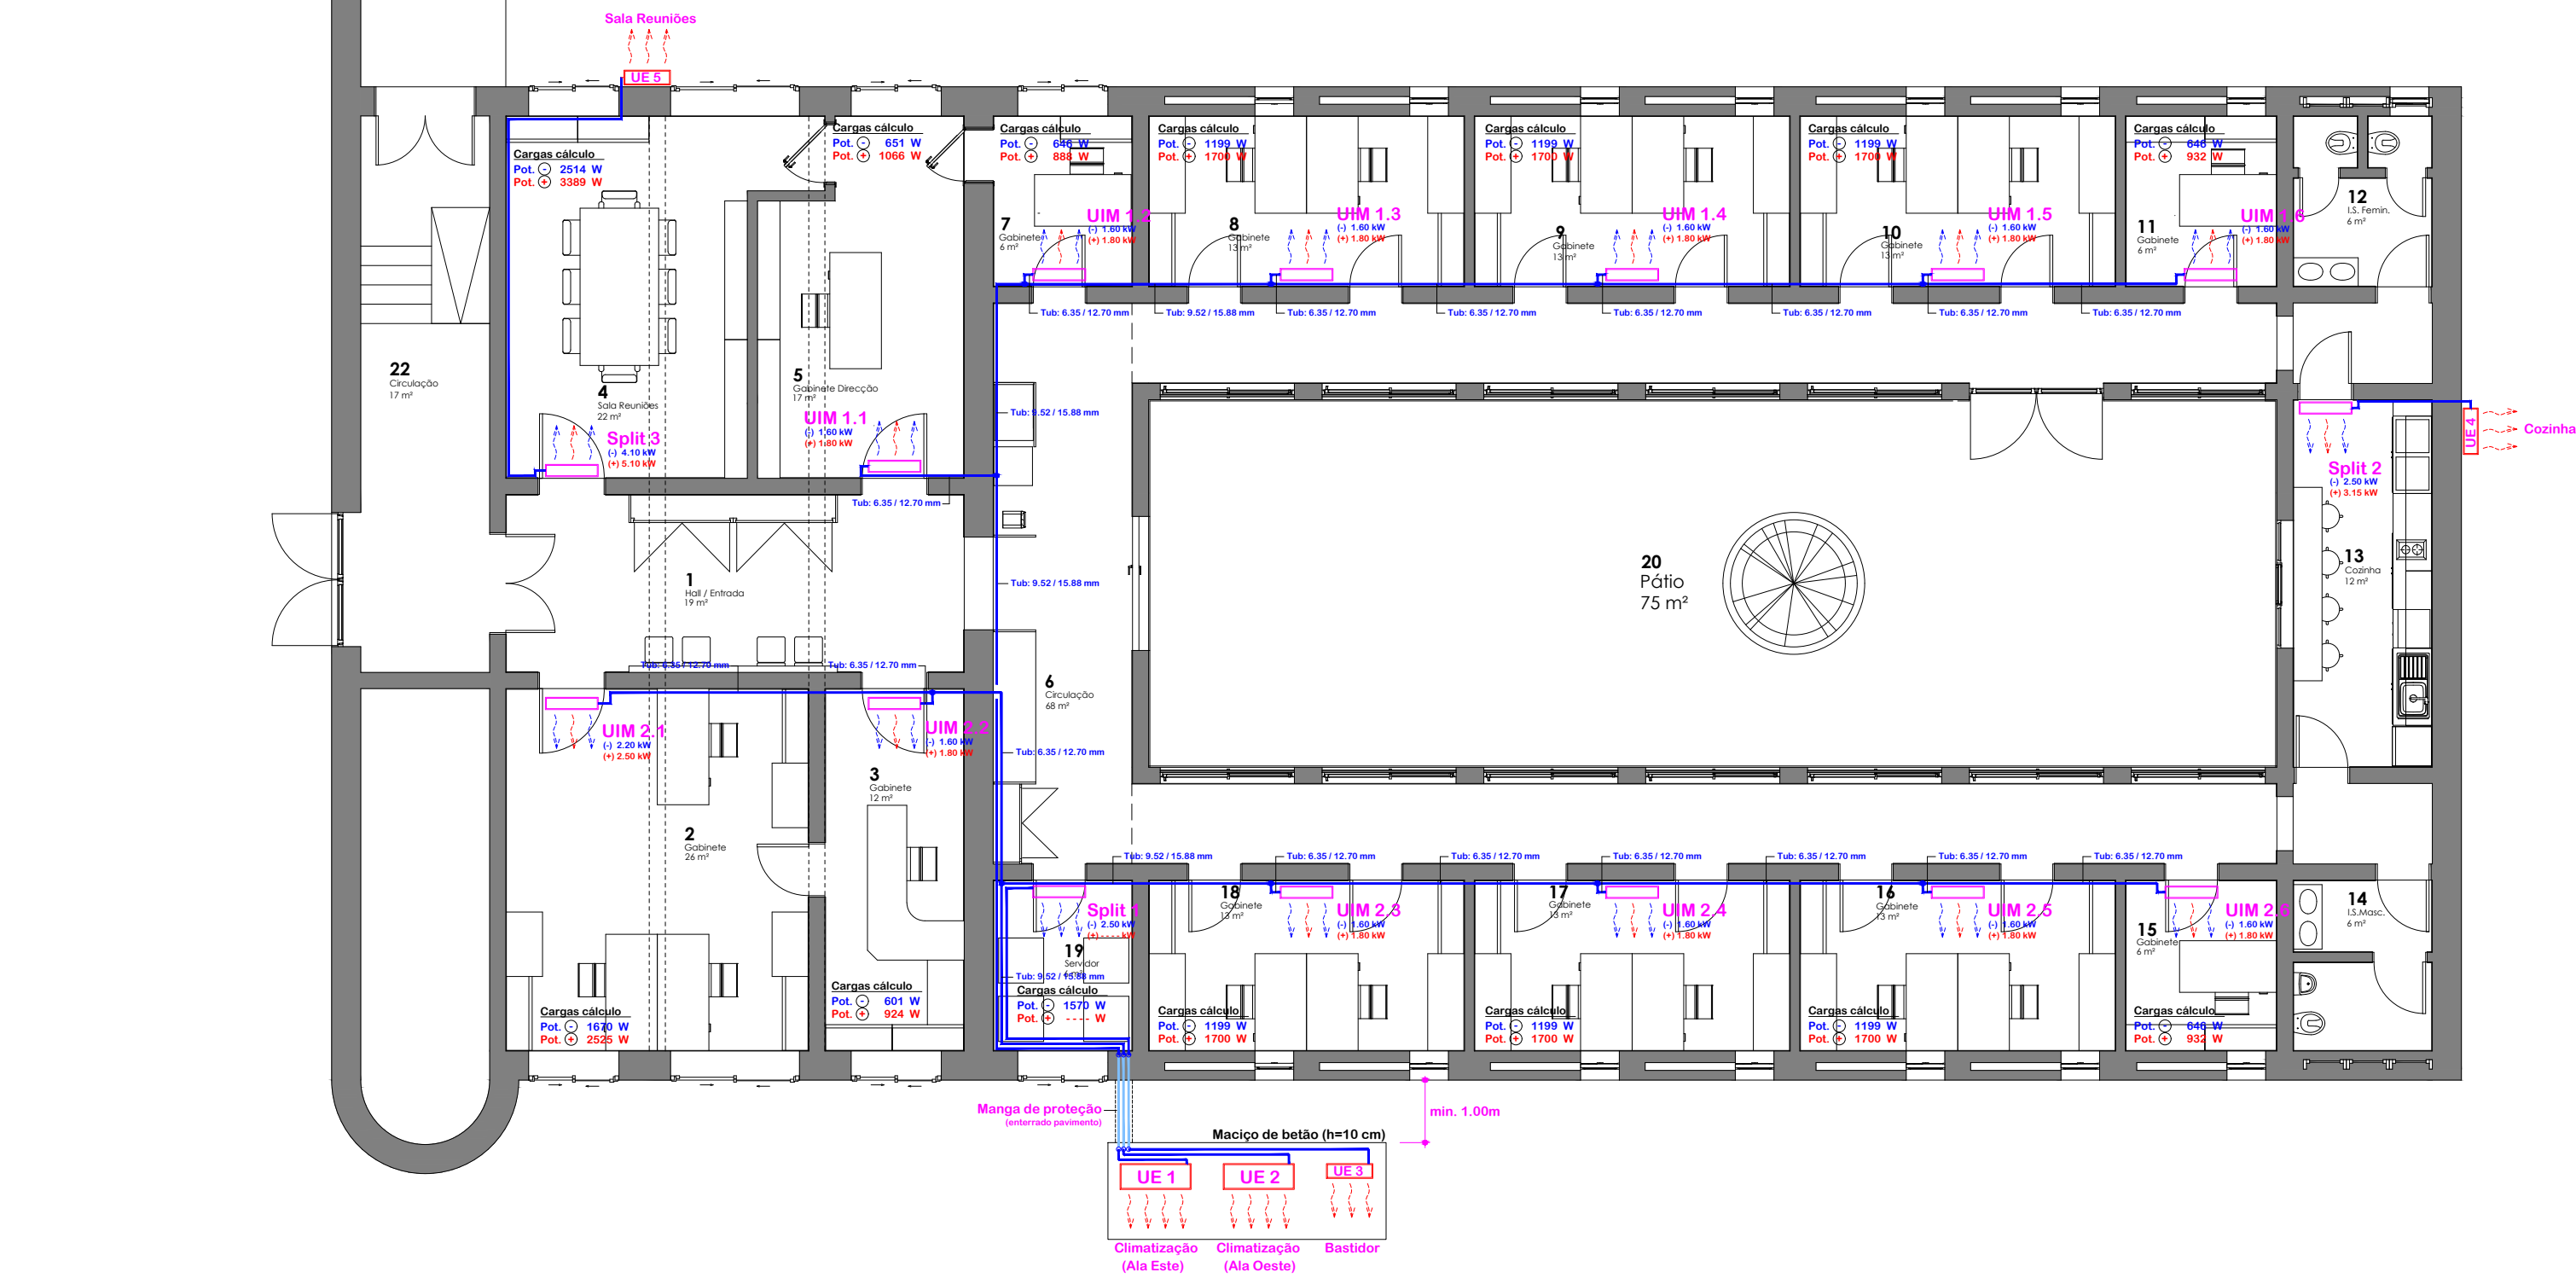 Sala Reuniões
UE 5
Cargas cálculo
Pot. - 2514 W
Pot. + 3389 W
Cargas cálculo
Pot. - 651 W
Pot. + 1066 W
Cargas cálculo
Pot. - 646 W
Pot. + 888 W
Cargas cálculo
Pot. - 1199 W
Pot. + 1700 W
Cargas cálculo
Pot. - 1199 W
Pot. + 1700 W
Cargas cálculo
Pot. - 1199 W
Pot. + 1700 W
Cargas cálculo
Pot. - 646 W
Pot. + 932 W
7
Gabinete
6 m²
UIM 1.2
(-) 1.60 kW
(+) 1.80 kW
8
Gabinete
13 m²
UIM 1.3
(-) 1.60 kW
(+) 1.80 kW
9
Gabinete
13 m²
UIM 1.4
(-) 1.60 kW
(+) 1.80 kW
10
Gabinete
13 m²
UIM 1.5
(-) 1.60 kW
(+) 1.80 kW
11
Gabinete
6 m²
UIM 1.6
(-) 1.60 kW
(+) 1.80 kW
12
I.S. Femin.
6 m²
Tub: 6.35 / 12.70 mm
Tub: 9.52 / 15.88 mm
Tub: 6.35 / 12.70 mm
Tub: 6.35 / 12.70 mm
Tub: 6.35 / 12.70 mm
Tub: 6.35 / 12.70 mm
Tub: 6.35 / 12.70 mm
Tub: 6.35 / 12.70 mm
22
Circulação
17 m²
4
Sala Reuniões
22 m²
Split 3
(-) 4.10 kW
(+) 5.10 kW
5
Gabinete Direcção
17 m²
UIM 1.1
(-) 1.60 kW
(+) 1.80 kW
Tub: 9.52 / 15.88 mm
Tub: 6.35 / 12.70 mm
UE 4
Cozinha
Split 2
(-) 2.50 kW
(+) 3.15 kW
13
Cozinha
12 m²
20
Pátio
75 m²
1
Hall / Entrada
19 m²
Tub: 9.52 / 15.88 mm
Tub: 6.35 / 12.70 mm
Tub: 6.35 / 12.70 mm
6
Circulação
68 m²
UIM 2.1
(-) 2.20 kW
(+) 2.50 kW
UIM 2.2
(-) 1.60 kW
(+) 1.80 kW
Tub: 6.35 / 12.70 mm
3
Gabinete
12 m²
2
Gabinete
26 m²
Tub: 9.52 / 15.88 mm
Tub: 6.35 / 12.70 mm
Tub: 6.35 / 12.70 mm
Tub: 6.35 / 12.70 mm
Tub: 6.35 / 12.70 mm
Tub: 6.35 / 12.70 mm
Tub: 6.35 / 12.70 mm
Split 1
(-) 2.50 kW
(+) - - - - kW
19
Servidor
6 m²
Tub: 9.52 / 15.88 mm
18
Gabinete
13 m²
UIM 2.3
(-) 1.60 kW
(+) 1.80 kW
17
Gabinete
13 m²
UIM 2.4
(-) 1.60 kW
(+) 1.80 kW
16
Gabinete
13 m²
UIM 2.5
(-) 1.60 kW
(+) 1.80 kW
15
Gabinete
6 m²
UIM 2.6
(-) 1.60 kW
(+) 1.80 kW
14
I.S.Masc.
6 m²
Cargas cálculo
Pot. - 1670 W
Pot. + 2525 W
Cargas cálculo
Pot. - 601 W
Pot. + 924 W
Cargas cálculo
Pot. - 1570 W
Pot. + - - - - W
Cargas cálculo
Pot. - 1199 W
Pot. + 1700 W
Cargas cálculo
Pot. - 1199 W
Pot. + 1700 W
Cargas cálculo
Pot. - 1199 W
Pot. + 1700 W
Cargas cálculo
Pot. - 646 W
Pot. + 932 W
Manga de proteção
(enterrado pavimento)
min. 1.00m
Maciço de betão (h=10 cm)
UE 1
UE 2
UE 3
Climatização
(Ala Este)
Climatização
(Ala Oeste)
Bastidor